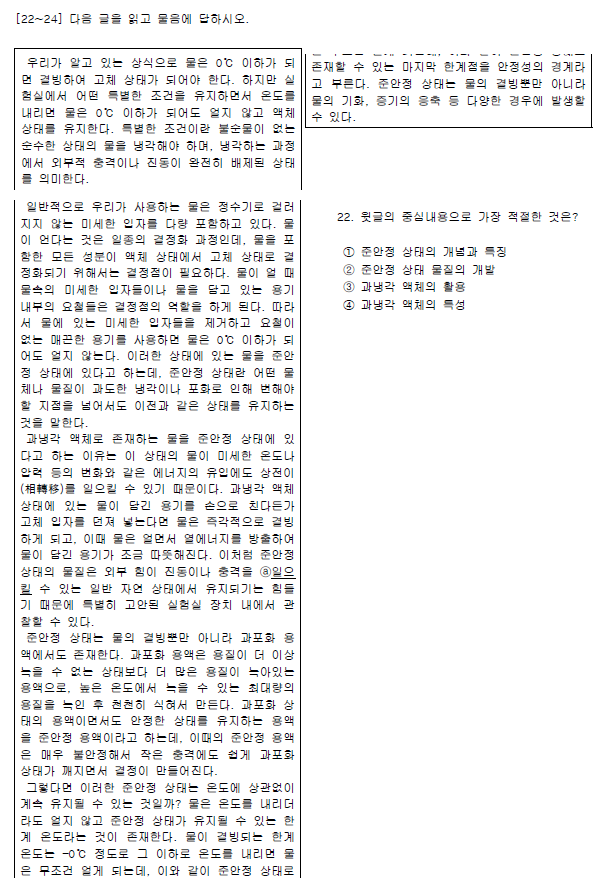 [22~24] 다음 글을 읽고 물음에 답하시오.
우리가 알고 있는 상식으로 물은 0℃ 이하가 되
면 결빙하여 고체 상태가 되어야 한다. 하지만 실
험실에서 어떤 특별한 조건을 유지하면서 온도를
내리면 물은 0℃ 이하가 되어도 얼지 않고 액체
상태를 유지한다. 특별한 조건이란 불순물이 없는
순수한 상태의 물을 냉각해야 하며, 냉각하는 과정
에서 외부적 충격이나 진동이 완전히 배제된 상태
를 의미한다.
일반적으로 우리가 사용하는 물은 정수기로 걸러
지지 않는 미세한 입자를 다량 포함하고 있다. 물
이 언다는 것은 일종의 결정화 과정인데, 물을 포
함한 모든 성분이 액체 상태에서 고체 상태로 결
정화되기 위해서는 결정점이 필요하다. 물이 얼 때
물속의 미세한 입자들이나 물을 담고 있는 용기
내부의 요철들은 결정점의 역할을 하게 된다. 따라
서 물에 있는 미세한 입자들을 제거하고 요철이
없는 매끈한 용기를 사용하면 물은 0℃ 이하가 되
어도 얼지 않는다. 이러한 상태에 있는 물을 준안
정 상태에 있다고 하는데, 준안정 상태란 어떤 물
체나 물질이 과도한 냉각이나 포화로 인해 변해야
할 지점을 넘어서도 이전과 같은 상태를 유지하는
것을 말한다.
과냉각 액체로 존재하는 물을 준안정 상태에 있
다고 하는 이유는 이 상태의 물이 미세한 온도나
압력 등의 변화와 같은 에너지의 유입에도 상전이
(相轉移)를 일으킬 수 있기 때문이다. 과냉각 액체
상태에 있는 물이 담긴 용기를 손으로 친다든가
고체 입자를 던져 넣는다면 물은 즉각적으로 결빙
하게 되고, 이때 물은 얼면서 열에너지를 방출하여
물이 담긴 용기가 조금 따뜻해진다. 이처럼 준안정
상태의 물질은 외부 힘이 진동이나 충격을 ⓐ일으
킬 수 있는 일반 자연 상태에서 유지되기는 힘들
기 때문에 특별히 고안된 실험실 장치 내에서 관
찰할 수 있다.
준안정 상태는 물의 결빙뿐만 아니라 과포화 용
액에서도 존재한다. 과포화 용액은 용질이 더 이상
녹을 수 없는 상태보다 더 많은 용질이 녹아있는
용액으로, 높은 온도에서 녹을 수 있는 최대량의
용질을 녹인 후 천천히 식혀서 만든다. 과포화 상
태의 용액이면서도 안정한 상태를 유지하는 용액
을 준안정 용액이라고 하는데, 이때의 준안정 용액
은 매우 불안정해서 작은 충격에도 쉽게 과포화
상태가 깨지면서 결정이 만들어진다.
그렇다면 이러한 준안정 상태는 온도에 상관없이
계속 유지될 수 있는 것일까? 물은 온도를 내리더
라도 얼지 않고 준안정 상태가 유지될 수 있는 한
계 온도라는 것이 존재한다. 물이 결빙되는 한계
온도는 -0℃ 정도로 그 이하로 온도를 내리면 물
은 무조건 얼게 되는데, 이와 같이 준안정 상태로
존재할 수 있는 마지막 한계점을 안정성의 경계라
고 부른다. 준안정 상태는 물의 결빙뿐만 아니라
물의 기화, 증기의 응축 등 다양한 경우에 발생할
수 있다.
22. 윗글의 중심내용으로 가장 적절한 것은?
① 준안정 상태의 개념과 특징
② 준안정 상태 물질의 개발
③ 과냉각 액체의 활용
④ 과냉각 액체의 특성